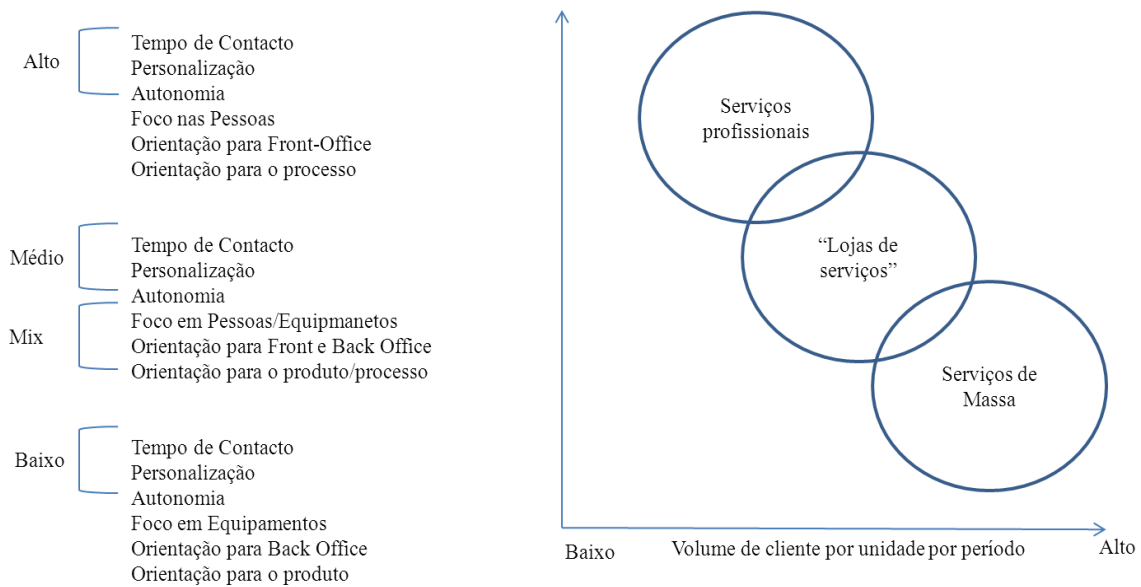 Alto
Tempo de Contacto
Personalização
Autonomia
Foco nas Pessoas
Orientação para Front-Office
Orientação para o processo
Médio
Tempo de Contacto
Personalização
Autonomia
Mix
Foco em Pessoas/Equipmanetos
Orientação para Front e Back Office
Orientação para o produto/processo
Baixo
Tempo de Contacto
Personalização
Autonomia
Foco em Equipamentos
Orientação para Back Office
Orientação para o produto
Serviços
profissionais
“Lojas de
serviços”
Serviços de
Massa
Baixo
Volume de cliente por unidade por período
Alto